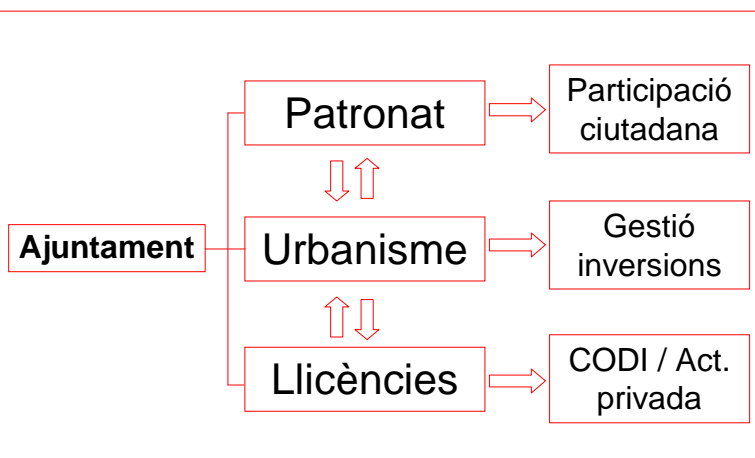 Patronat
Participació
ciutadana
Ajuntament
Urbanisme
Gestió
inversions
Llicències
CODI / Act.
privada